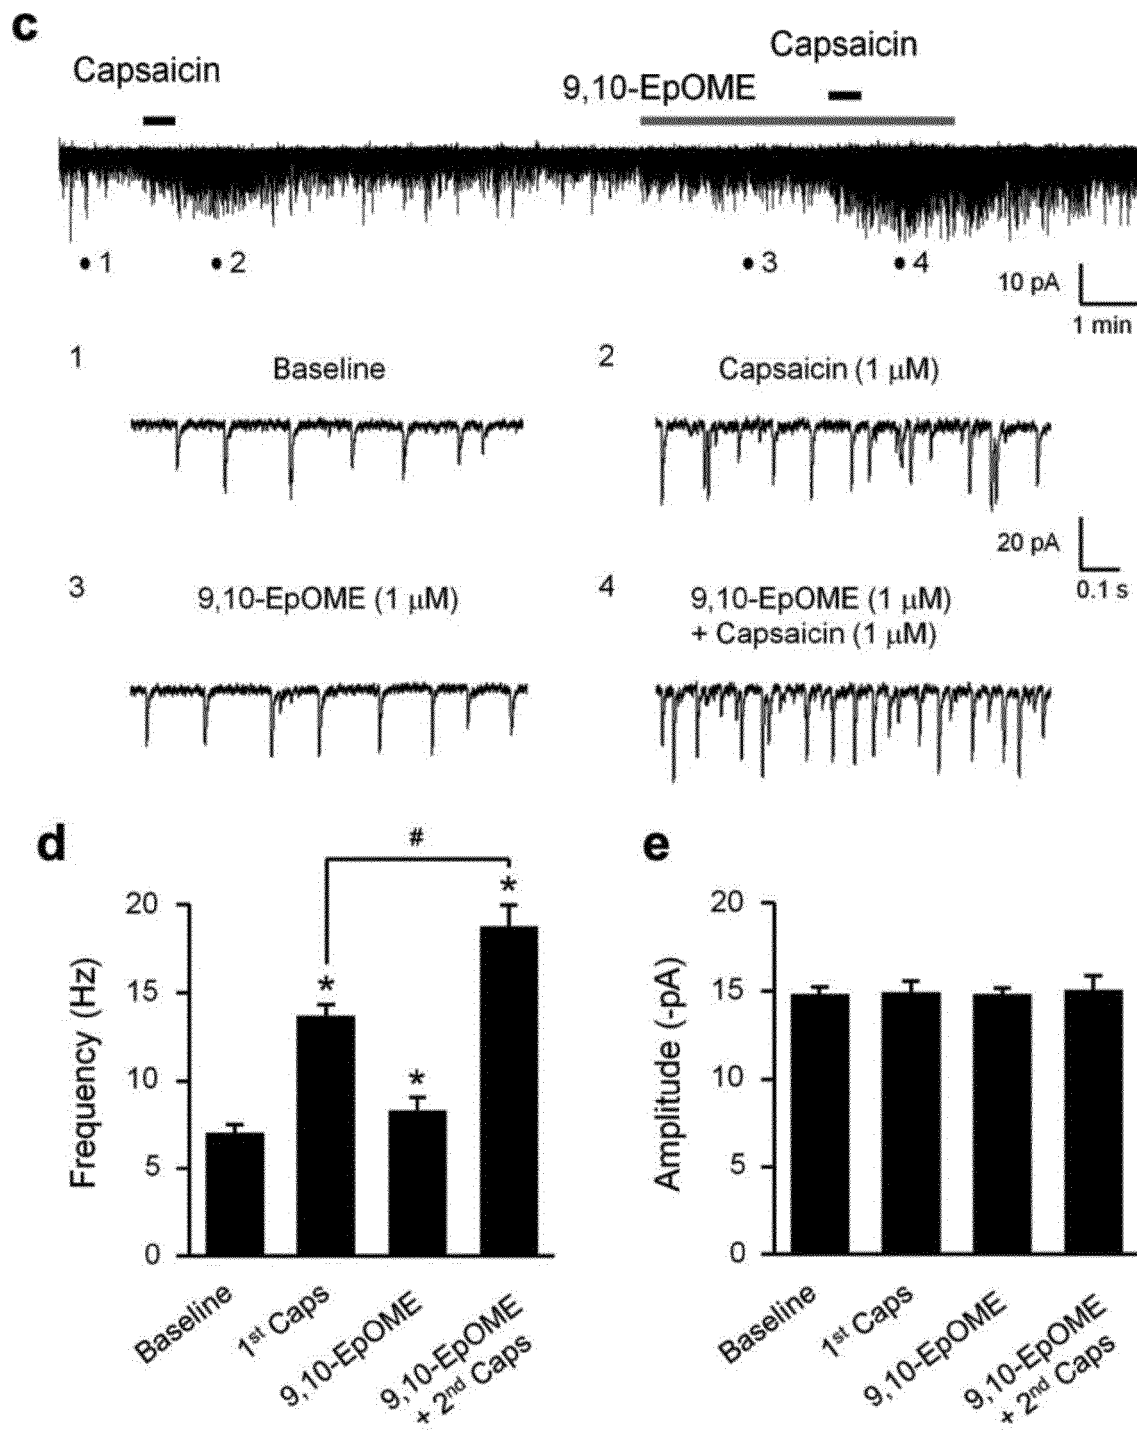 c
Capsaicin
Capsaicin
9,10-EpOME
1
2
3
4
10 pA
1 min
1
Baseline
2
Capsaicin (1 µM)
20 pA
0.1 s
3
9,10-EpOME (1 µM)
4
9,10-EpOME (1 µM)
+ Capsaicin (1 µM)
d
#
*
*
*
20
15
10
5
0
Frequency (Hz)
Baseline
1st Caps
9,10-EpOME
9,10-EpOME
+ 2nd Caps
e
20
15
10
5
0
Amplitude (-pA)
Baseline
1st Caps
9,10-EpOME
9,10-EpOME
+ 2nd Caps